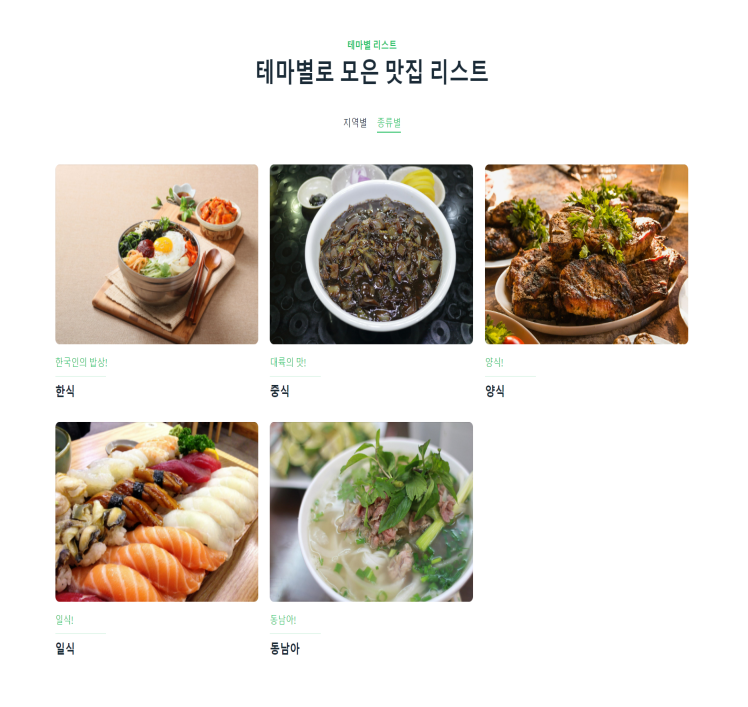 테마별 리스트
테마별로 모은 맛집 리스트
지역별 종류별
한국인의 밥상!
한식
대륙의 맛!
중식
양식!
양식
일식!
일식
동남아!
동남아